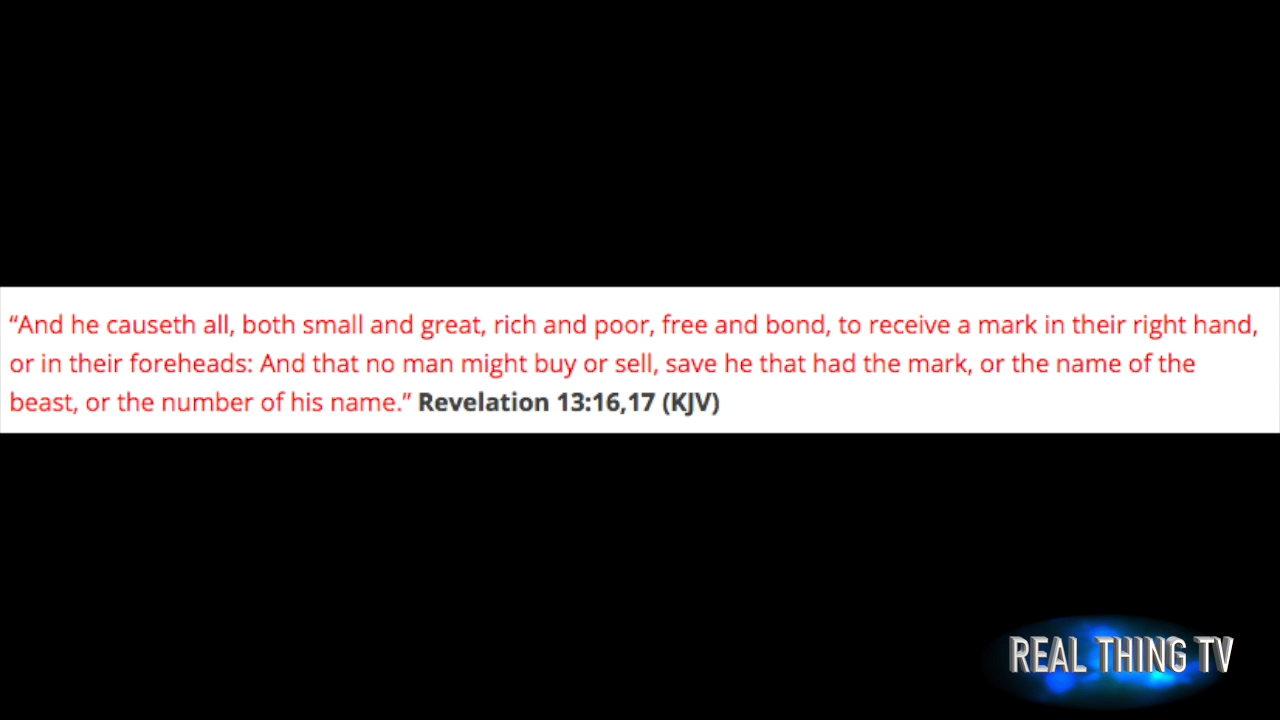 “And he causeth all, both small and great, rich and poor, free and bond, to receive a mark in their right hand,
or in their foreheads: And that no man might buy or sell, save he that had the mark, or the name of the
beast, or the number of his name.” Revelation 13:16,17 (KJV)
REAL THING TV